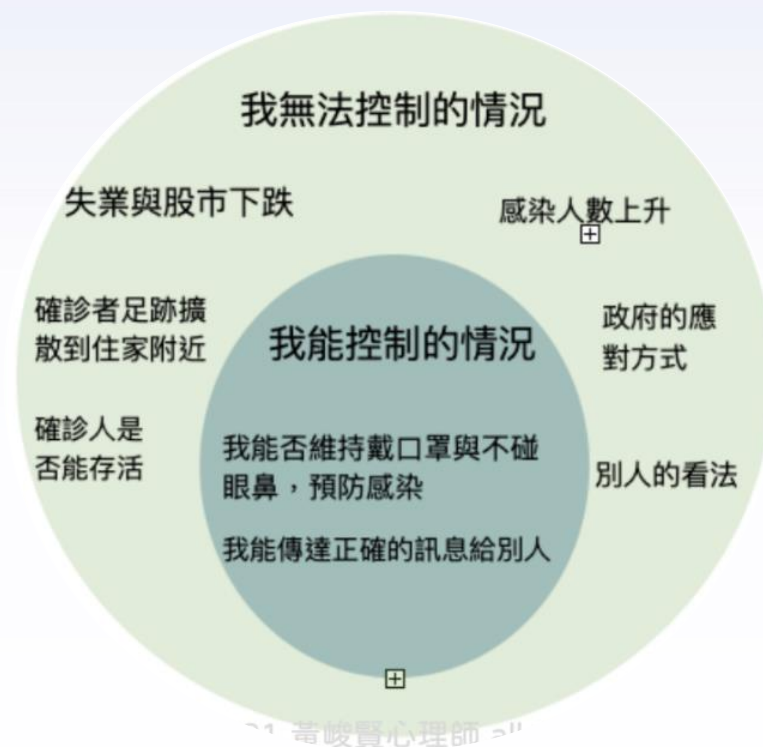 我無法控制的情況
失業與股市下跌
感染人數上升
確診者足跡擴
散到住家附近
政府的應
對方式
確診人是
否能存活
別人的看法
我能控制的情況
我能否維持戴口罩與不碰
眼鼻，預防感染
我能傳達正確的訊息給別人
黃峻賢心理師